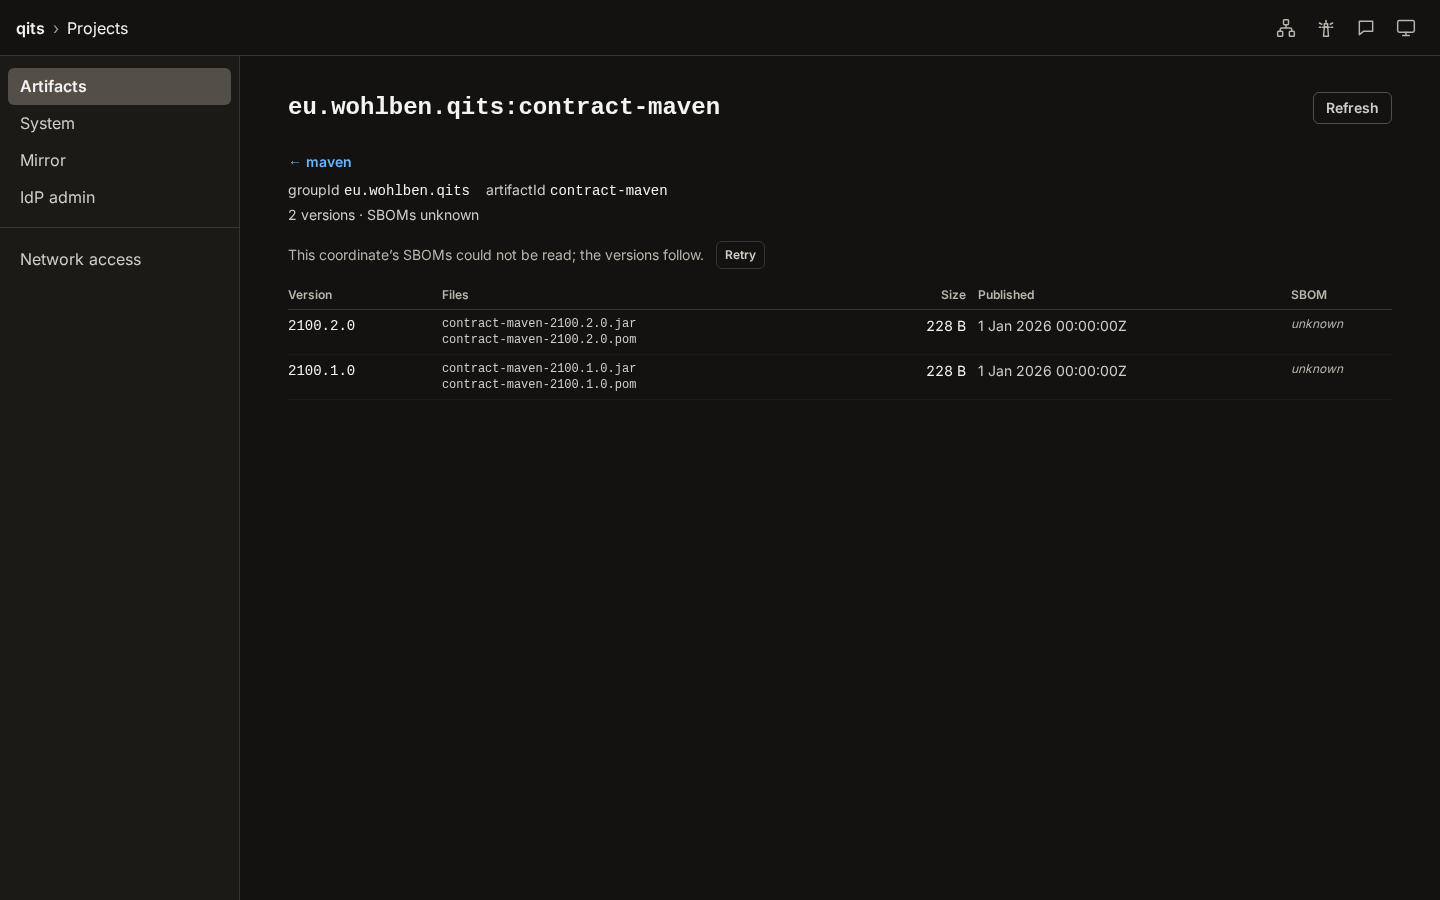 qits › Projects
Artifacts
System
Mirror
IdP admin
Network access
eu.wohlben.qits:contract-maven
Refresh
← maven
groupId eu.wohlben.qits artifactId contract-maven
2 versions · SBOMs unknown
This coordinate’s SBOMs could not be read; the versions follow. Retry
Version Files Size Published SBOM
2100.2.0 contract-maven-2100.2.0.jar 228 B 1 Jan 2026 00:00:00Z unknown
contract-maven-2100.2.0.pom
2100.1.0 contract-maven-2100.1.0.jar 228 B 1 Jan 2026 00:00:00Z unknown
contract-maven-2100.1.0.pom